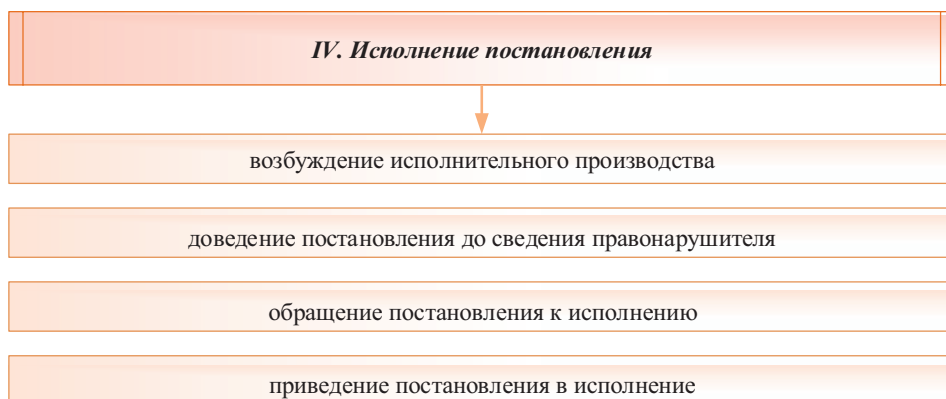 IV. Исполнение постановления
возбуждение исполнительного производства
доведение постановления до сведения правонарушителя
обращение постановления к исполнению
приведение постановления в исполнение